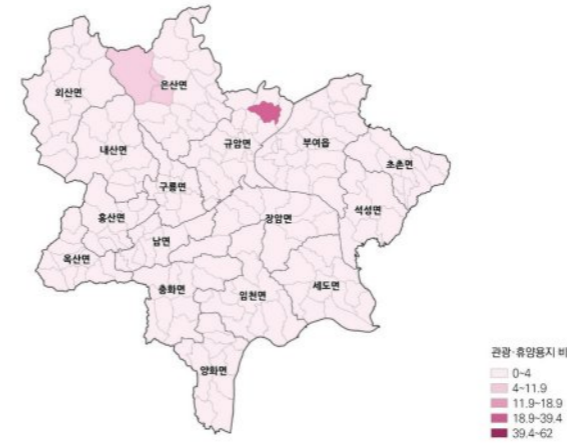 외산면
은산면
내산면
규암면
부여읍
초촌면
구룡면
홍산면
남면
장암면
석성면
옥산면
충화면
임천면
세도면
양화면
관광·휴양용지 비
0-4
4-11.9
11.9-18.9
18.9-39.4
39.4-62